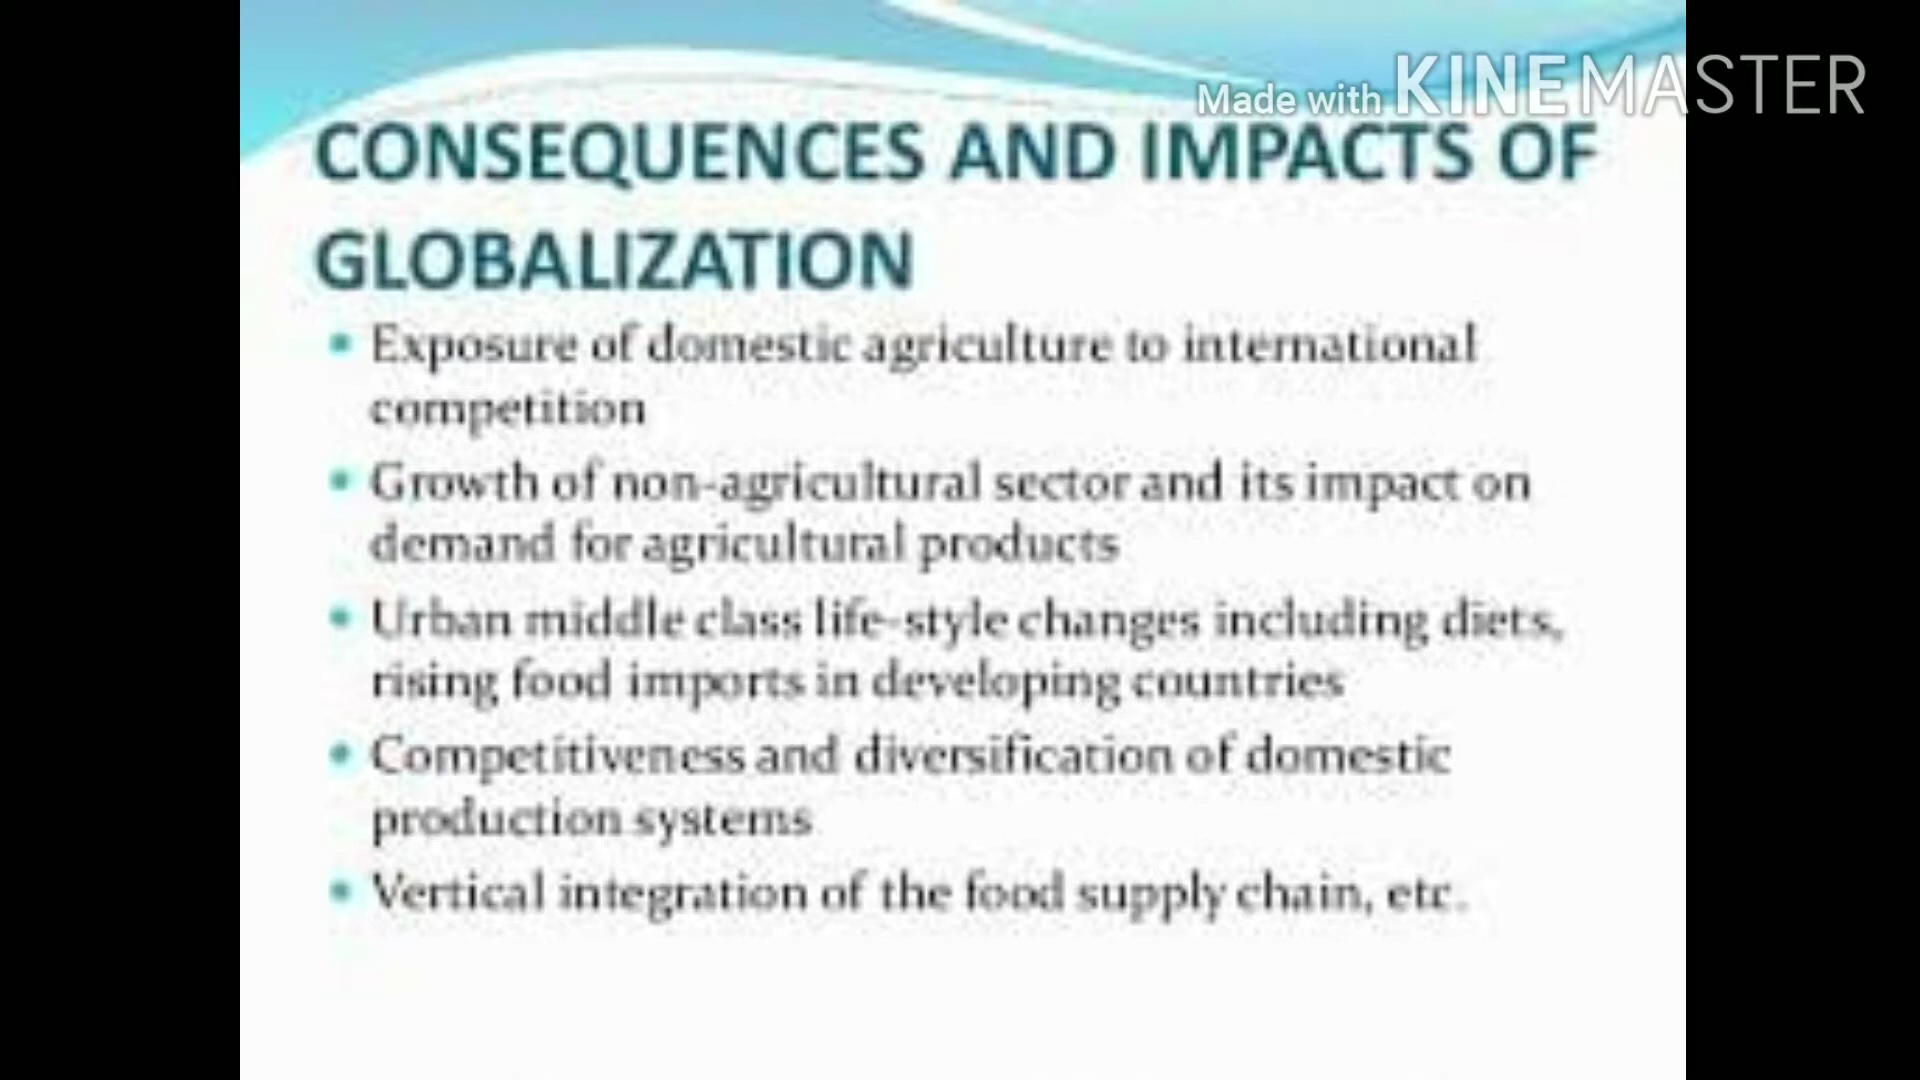 Made with KINEMASTER
CONSEQUENCES AND IMPACTS OF
GLOBALIZATION
• Exposure of domestic agriculture to international
competition
• Growth of non-agricultural sector and its impact on
demand for agricultural products
• Urban middle class life-style changes including diets,
rising food imports in developing countries
• Competitiveness and diversification of domestic
production systems
• Vertical integration of the food supply chain, etc.